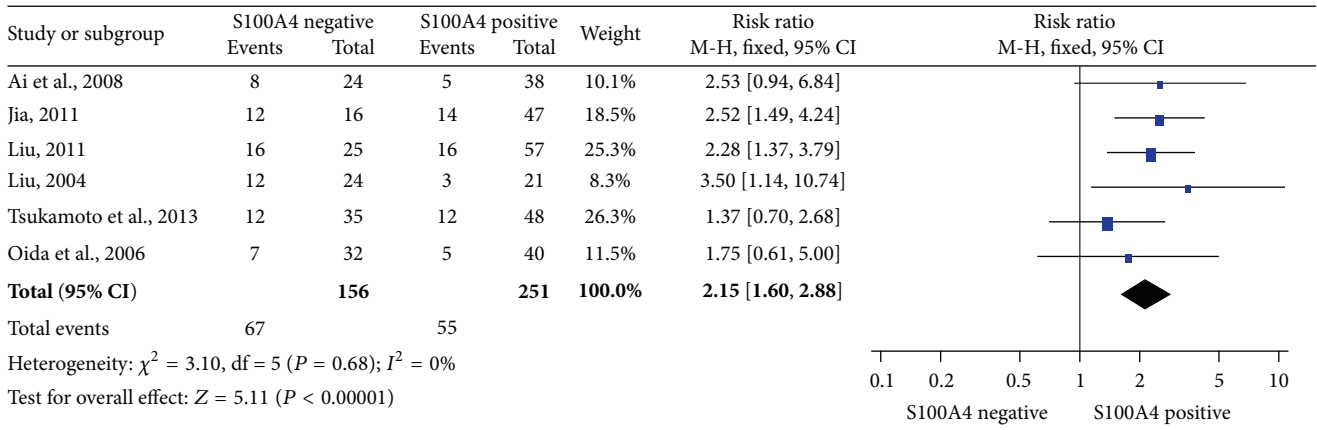 Study or subgroup S100A4 negative S100A4 positive Weight Risk ratio Risk ratio
Events Total Events Total M-H, fixed, 95% CI M-H, fixed, 95% CI
Ai et al., 2008 8 24 5 38 10.1% 2.53 [0.94, 6.84]
Jia, 2011 12 16 14 47 18.5% 2.52 [1.49, 4.24]
Liu, 2011 16 25 16 57 25.3% 2.28 [1.37, 3.79]
Liu, 2004 12 24 3 21 8.3% 3.50 [1.14, 10.74]
Tsukamoto et al., 2013 12 35 12 48 26.3% 1.37 [0.70, 2.68]
Oida et al., 2006 7 32 5 40 11.5% 1.75 [0.61, 5.00]
Total (95% CI) 156 251 100.0% 2.15 [1.60, 2.88]
Total events 67 55
Heterogeneity: χ² = 3.10, df = 5 (P = 0.68); I² = 0%
Test for overall effect: Z = 5.11 (P < 0.00001)
0.1 0.2 0.5 1 2 5 10
S100A4 negative S100A4 positive